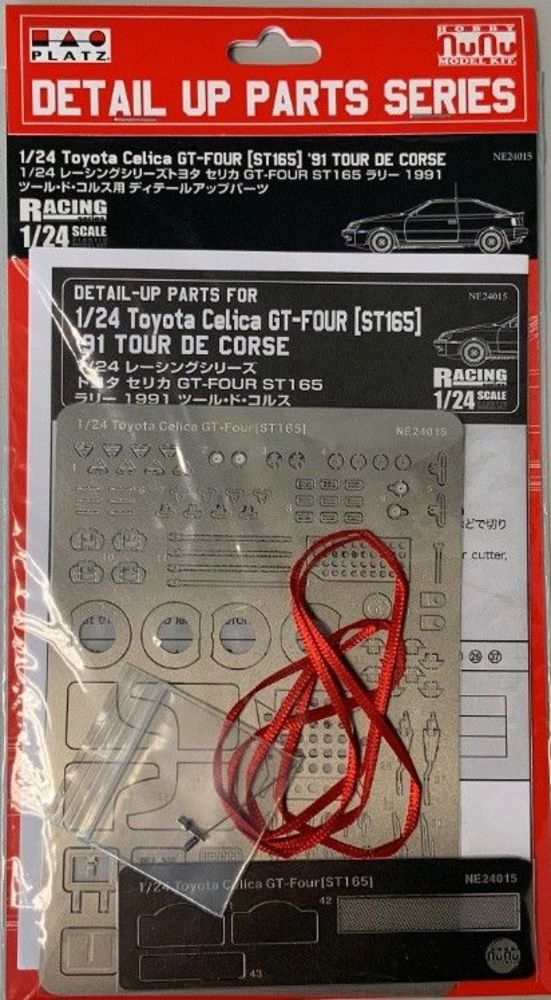 HAO
PLATZ
HOBBY
NuNu
MODEL KIT
DETAIL UP PARTS SERIES
1/24 Toyota Celica GT-FOUR [ST165] '91 TOUR DE CORSE
NE24015
1/24 レーシングシリーズトヨタ セリカ GT-FOUR ST165 ラリー 1991
ツール・ド・コルス用 ディテールアップパーツ
RACING
series
1/24 SCALE
DETAIL-UP PARTS FOR
NE24015
1/24 Toyota Celica GT-FOUR [ST165]
'91 TOUR DE CORSE
1/24 レーシングシリーズ
トヨタ セリカ GT-FOUR ST165
ラリー 1991 ツール・ド・コルス
RACING
series
1/24 SCALE
1/24 Toyota Celica GT-Four[ST165]
NE24015
どで切り
r cutter,
26 37
1/24 Toyota Celica GT-Four[ST165]
NE24015
42
43
NuNu